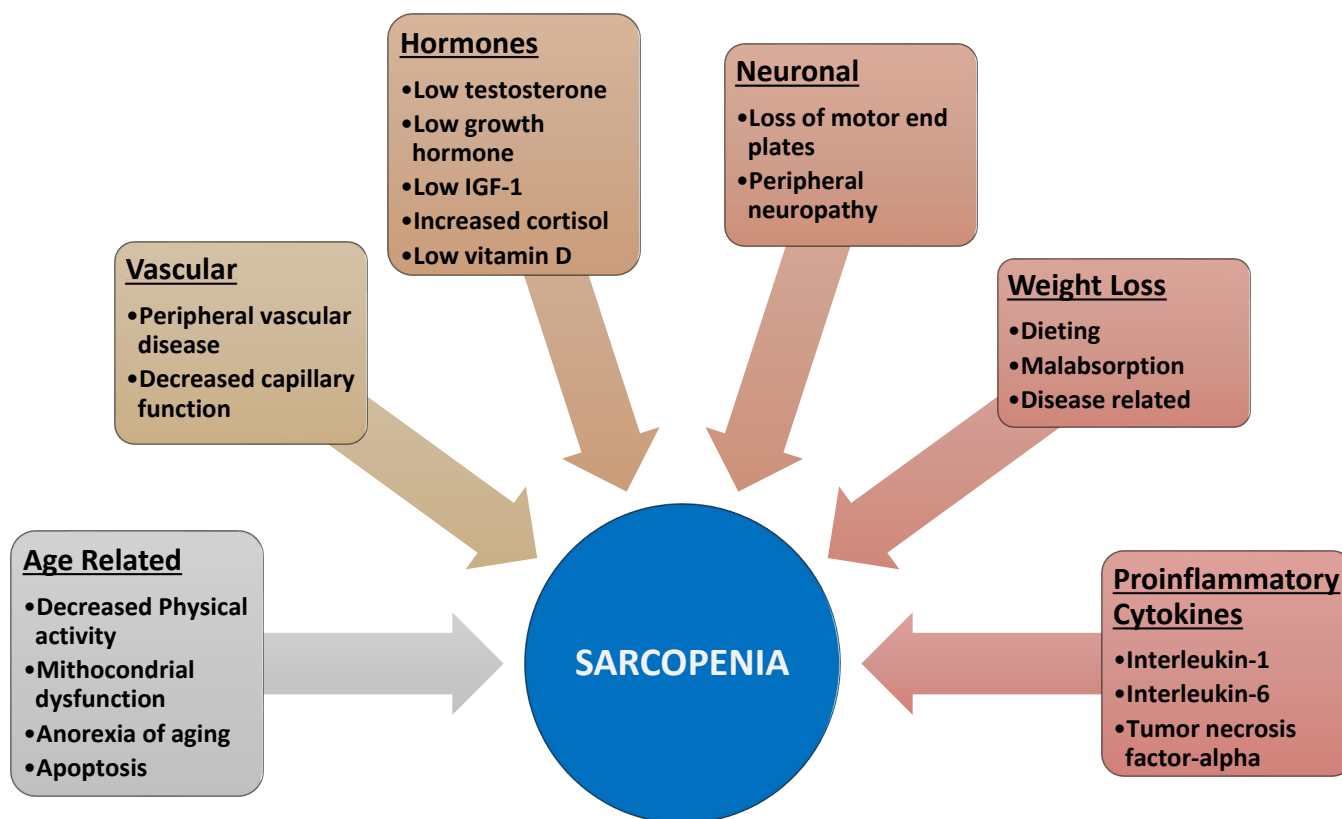 Hormones
•Low testosterone
•Low growth
hormone
•Low IGF-1
•Increased cortisol
•Low vitamin D
Neuronal
•Loss of motor end
plates
•Peripheral
neuropathy
Vascular
•Peripheral vascular
disease
•Decreased capillary
function
Weight Loss
•Dieting
•Malabsorption
•Disease related
Age Related
•Decreased Physical
activity
•Mithocondrial
dysfunction
•Anorexia of aging
•Apoptosis
SARCOPENIA
Proinflammatory
Cytokines
•Interleukin-1
•Interleukin-6
•Tumor necrosis
factor-alpha